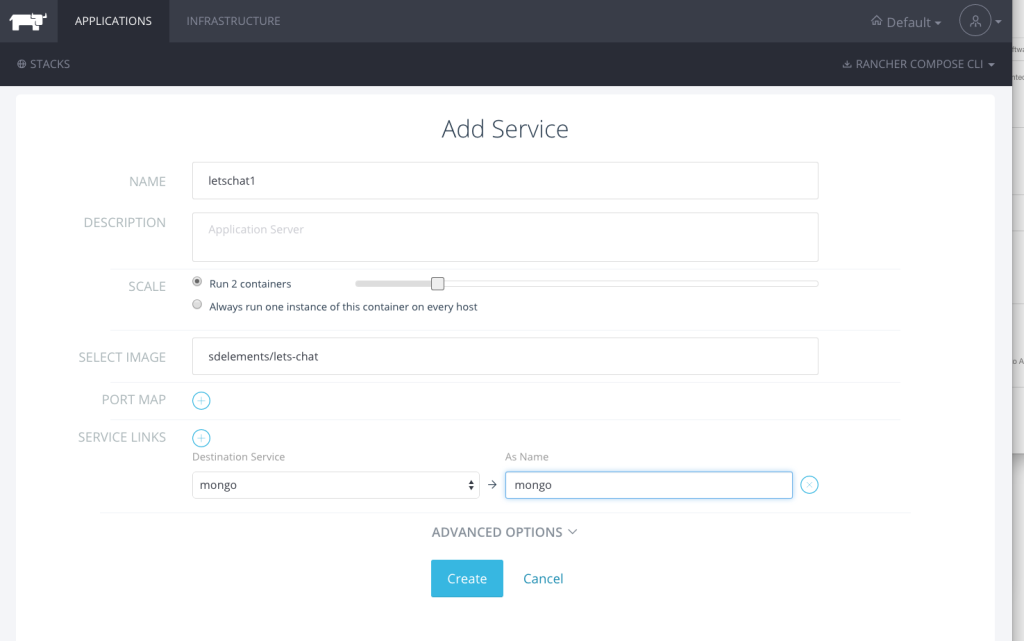 APPLICATIONS INFRASTRUCTURE Default
STACKS RANCHER COMPOSE CLI
Add Service
NAME letschat1
DESCRIPTION Application Server
SCALE Run 2 containers
Always run one instance of this container on every host
SELECT IMAGE sdelements/lets-chat
PORT MAP
SERVICE LINKS
Destination Service As Name
mongo → mongo
ADVANCED OPTIONS
Create Cancel